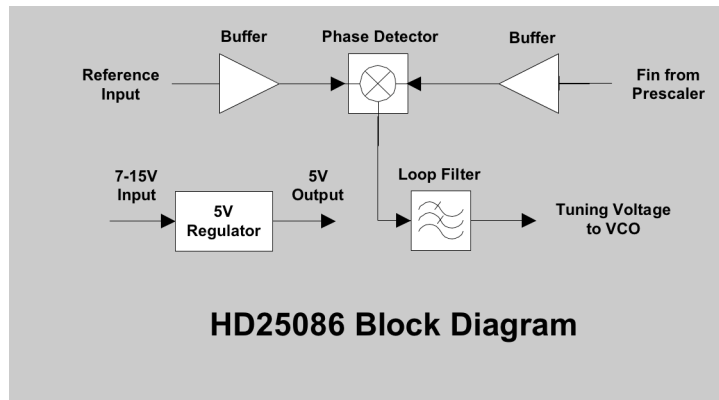 Buffer
Phase Detector
Buffer
Reference
Input
Fin from
Prescaler
7-15V
Input
5V
Output
5V
Regulator
Loop Filter
Tuning Voltage
to VCO
HD25086 Block Diagram